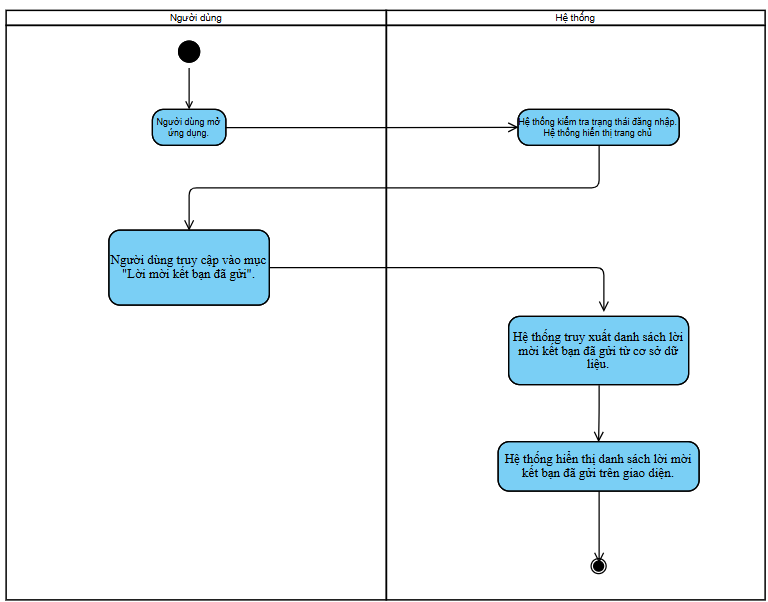 Người dùng
Hệ thống
Người dùng mở
ứng dụng.
Hệ thống kiểm tra trạng thái đăng nhập.
Hệ thống hiển thị trang chủ
Người dùng truy cập vào mục
"Lời mời kết bạn đã gửi".
Hệ thống truy xuất danh sách lời
mời kết bạn đã gửi từ cơ sở dữ
liệu.
Hệ thống hiển thị danh sách lời mời
kết bạn đã gửi trên giao diện.